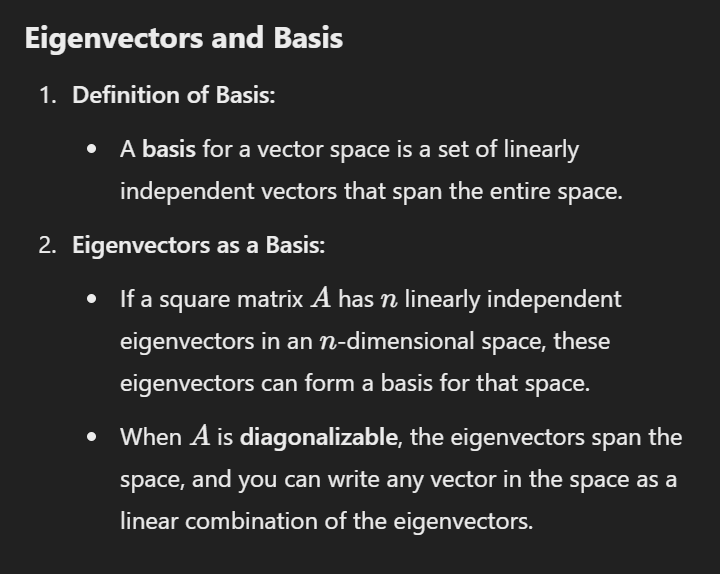 Eigenvectors and Basis
1. Definition of Basis:
• A basis for a vector space is a set of linearly
independent vectors that span the entire space.
2. Eigenvectors as a Basis:
• If a square matrix A has n linearly independent
eigenvectors in an n-dimensional space, these
eigenvectors can form a basis for that space.
• When A is diagonalizable, the eigenvectors span the
space, and you can write any vector in the space as a
linear combination of the eigenvectors.